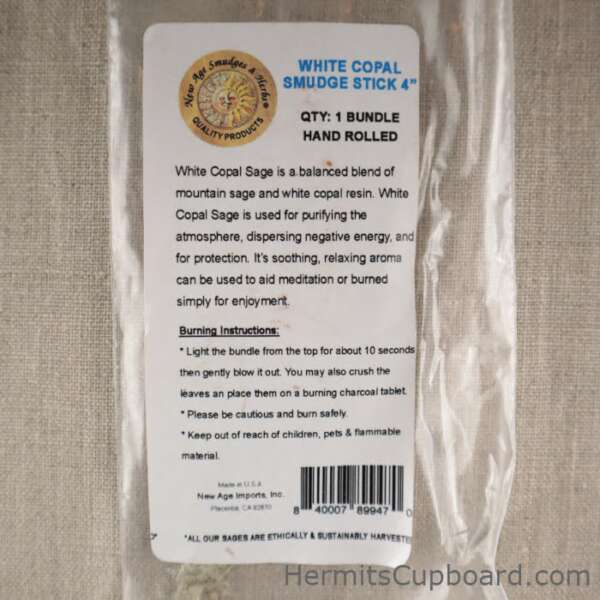 New Age Smudges & Herbs
QUALITY PRODUCTS
WHITE COPAL
SMUDGE STICK 4"
QTY: 1 BUNDLE
HAND ROLLED
White Copal Sage is a balanced blend of
mountain sage and white copal resin. White
Copal Sage is used for purifying the
atmosphere, dispersing negative energy, and
for protection. It's soothing, relaxing aroma
can be used to aid meditation or burned
simply for enjoyment.
Burning Instructions:
* Light the bundle from the top for about 10 seconds
then gently blow it out. You may also crush the
leaves an place them on a burning charcoal tablet.
* Please be cautious and burn safely.
* Keep out of reach of children, pets & flammable
material.
Made in U.S.A
New Age Imports, Inc.
Placentia, CA 92870
8 40007 89947 0
*ALL OUR SAGES ARE ETHICALLY & SUSTAINABLY HARVESTE
HermitsCupboard.com